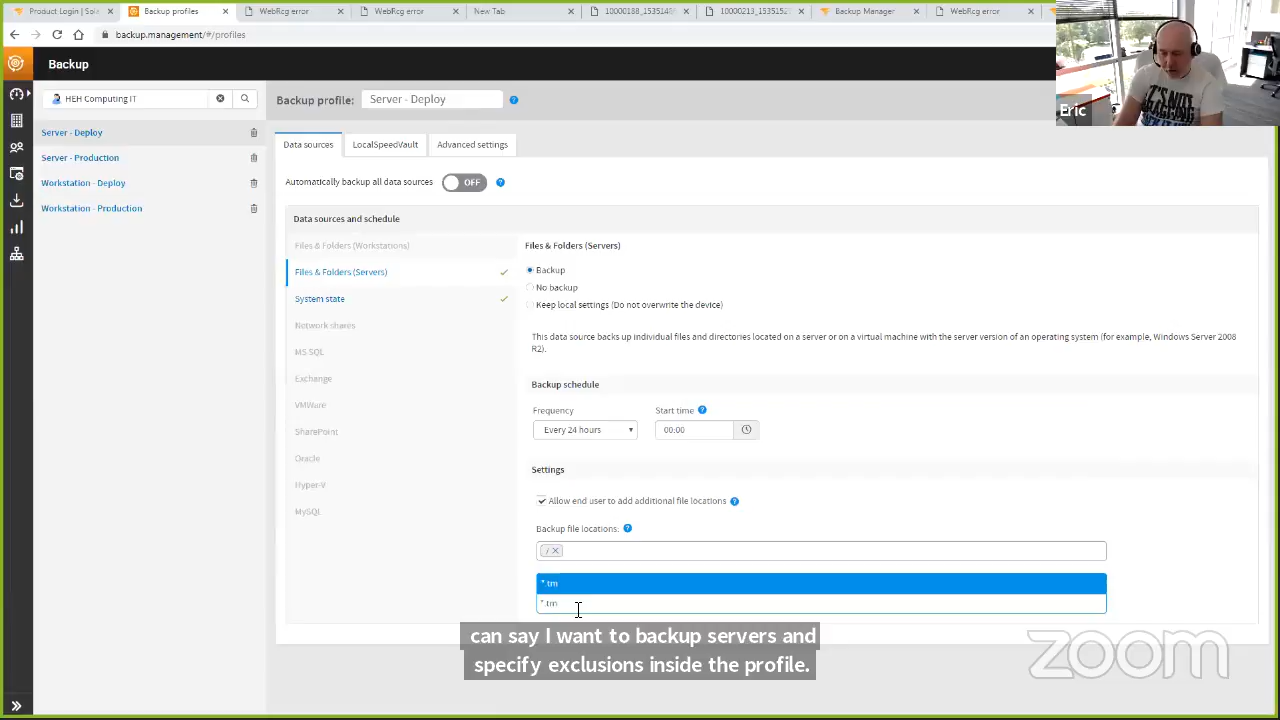 Product Login | Sola
Backup profiles
WebRcg error
WebRcg error
New Tab
10000188_15351486
10000213_1535152
Backup Manager
WebRcg error
backup.management/#/profiles
Backup
Eric
HEH Computing IT
Backup profile:
Server - Deploy
Server - Deploy
Server - Production
Workstation - Deploy
Workstation - Production
Data sources
LocalSpeedVault
Advanced settings
Automatically backup all data sources
OFF
Data sources and schedule
Files & Folders (Workstations)
Files & Folders (Servers)
System state
Network shares
MS SQL
Exchange
VMWare
SharePoint
Oracle
Hyper-V
MySQL
Files & Folders (Servers)
Backup
No backup
Keep local settings (Do not overwrite the device)
This data source backs up individual files and directories located on a server or on a virtual machine with the server version of an operating system (for example, Windows Server 2008
R2).
Backup schedule
Frequency
Start time
Every 24 hours
00:00
Settings
Allow end user to add additional file locations
Backup file locations:
/
can say I want to backup servers and
specify exclusions inside the profile.
zoom